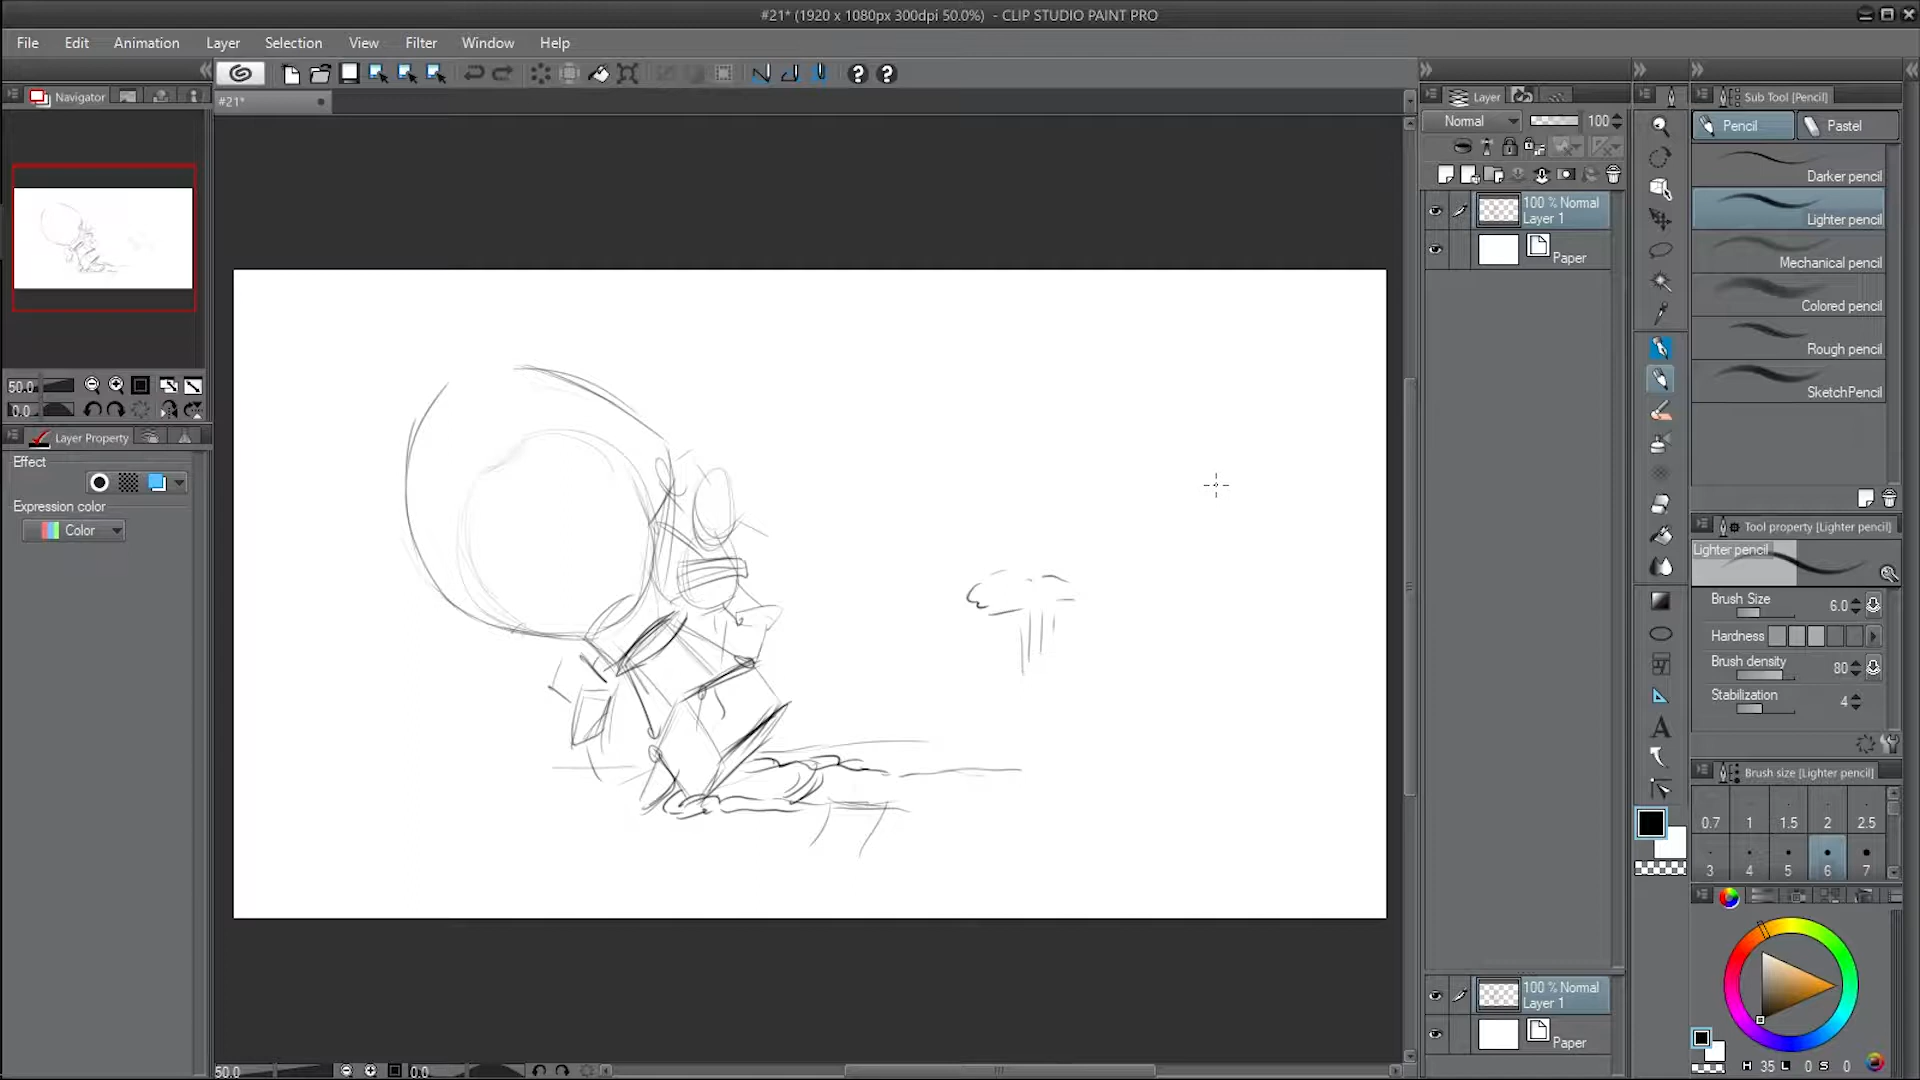 #21* (1920 x 1080px 300dpi 50.0%) - CLIP STUDIO PAINT PRO
File Edit Animation Layer Selection View Filter Window Help
Navigator
#21*
50.0
0.0
Layer Property
Effect
Expression color
Color
50.0
0.0
Layer
Normal 100
100 % Normal
Layer 1
Paper
100 % Normal
Layer 1
Paper
A
Sub Tool [Pencil]
Pencil Pastel
Darker pencil
Lighter pencil
Mechanical pencil
Colored pencil
Rough pencil
SketchPencil
Tool property [Lighter pencil]
Lighter pencil
Brush Size 6.0
Hardness
Brush density 80
Stabilization 4
Brush size [Lighter pencil]
0.7 1 1.5 2 2.5
3 4 5 6 7
H 35 L 0 S 0